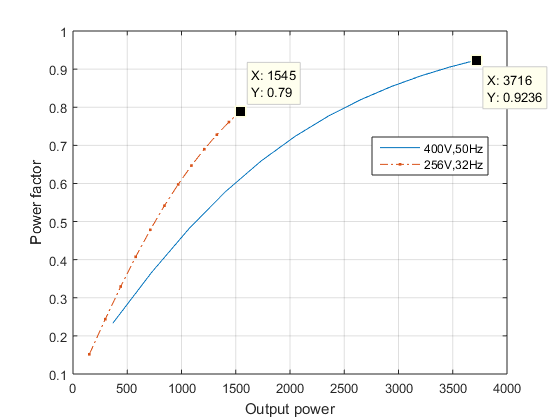 1
0.9
0.8
0.7
0.6
0.5
0.4
0.3
0.2
0.1
Power factor
X: 1545
Y: 0.79
X: 3716
Y: 0.9236
400V,50Hz
256V,32Hz
0 500 1000 1500 2000 2500 3000 3500 4000
Output power